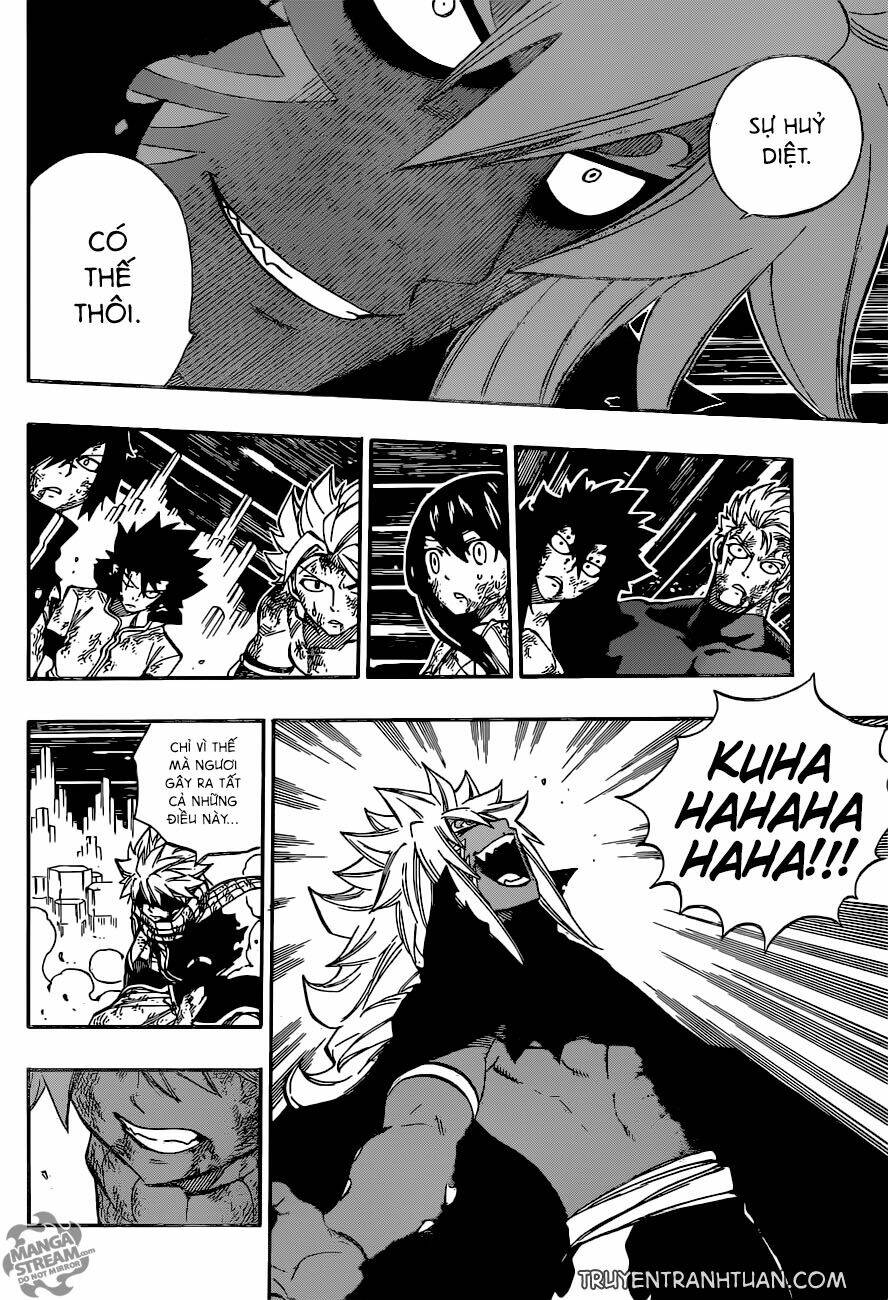 SỰ HUỶ
DIỆT.
CÓ
THẾ
THÔI.
KUHA
HAHAHA
HAHA!!!
CHỈ VÌ THẾ
MÀ NGƯƠI
GÂY RA TẤT
CẢ NHỮNG
ĐIỀU NÀY...
MANGA
STREAM.COM
DO NOT MIRROR
TRUYENTRANHTUAN.COM